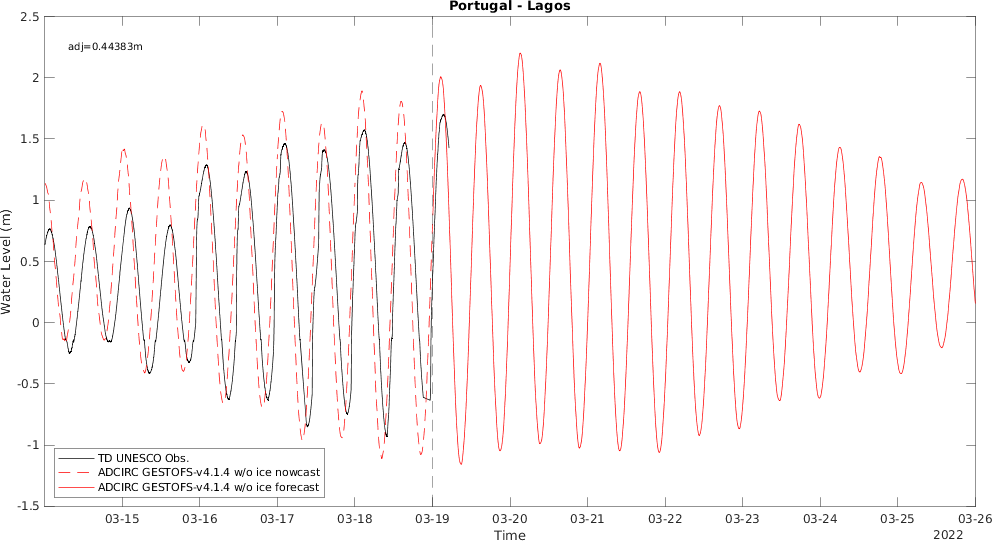 Portugal - Lagos
adj=0.44383m
Water Level (m)
2.5
2
1.5
1
0.5
0
-0.5
-1
-1.5
TD UNESCO Obs.
ADCIRC GESTOFS-v4.1.4 w/o ice nowcast
ADCIRC GESTOFS-v4.1.4 w/o ice forecast
03-15 03-16 03-17 03-18 03-19 03-20 03-21 03-22 03-23 03-24 03-25 03-26
Time
2022